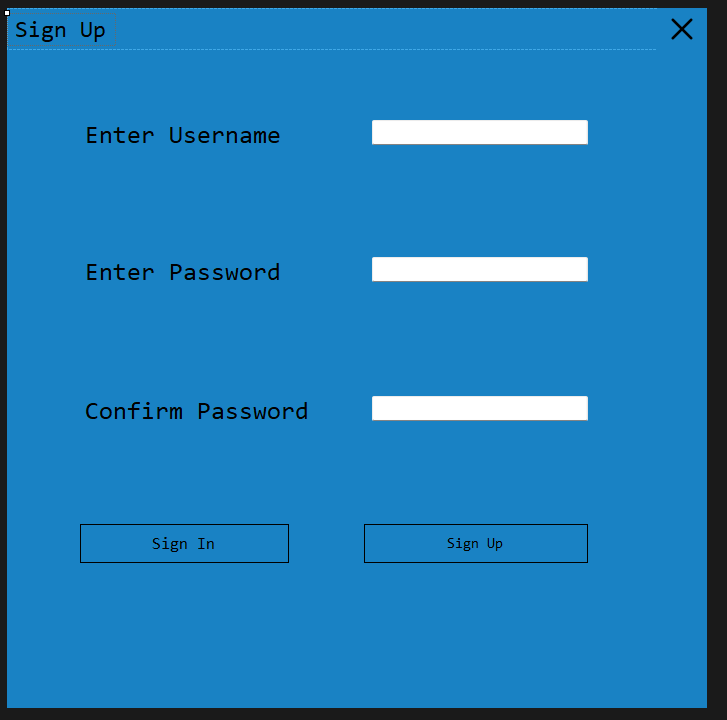 Sign Up
Enter Username
Enter Password
Confirm Password
Sign In
Sign Up